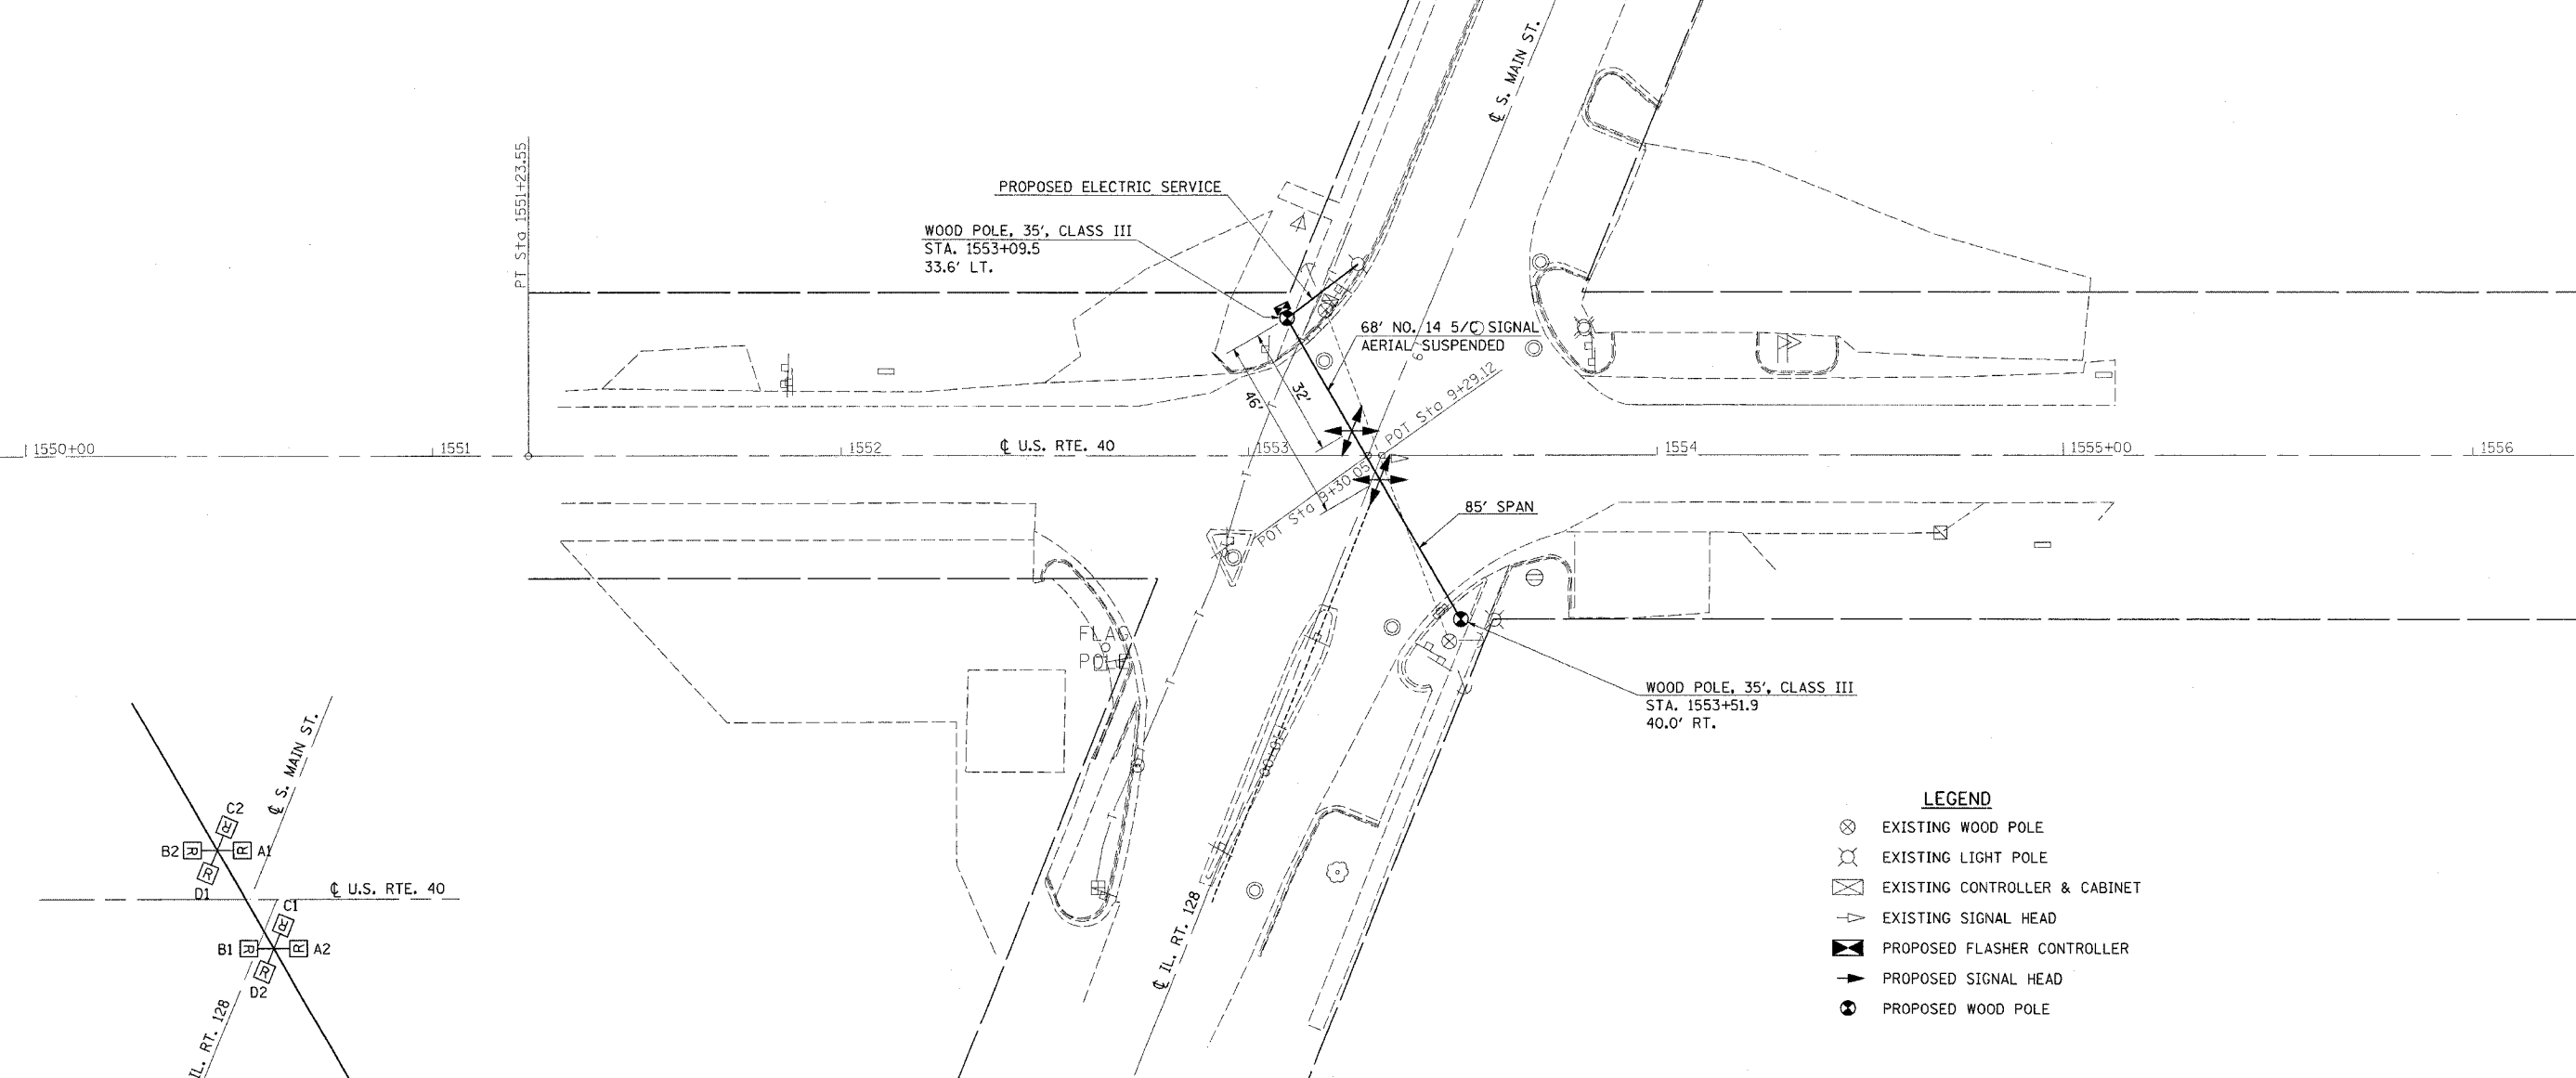 ℄ S. MAIN ST.
PT Sta 1551+23.55
PROPOSED ELECTRIC SERVICE
WOOD POLE, 35', CLASS III
STA. 1553+09.5
33.6' LT.
68' NO. 14 5/C SIGNAL
AERIAL SUSPENDED
32'
46'
6
POT Sta 9+29.12
1550+00
1551
1552
℄ U.S. RTE. 40
1553
1554
1555+00
1556
POT Sta 9+30.05
85' SPAN
T
T
T
T
FLAG
POLE
WOOD POLE, 35', CLASS III
STA. 1553+51.9
40.0' RT.
℄ IL. RT. 128
℄ S. MAIN ST.
C2
R
B2
R
R
A1
R
D1
℄ U.S. RTE. 40
C1
R
B1
R
R
A2
R
D2
IL. RT. 128
LEGEND
EXISTING WOOD POLE
EXISTING LIGHT POLE
EXISTING CONTROLLER & CABINET
EXISTING SIGNAL HEAD
PROPOSED FLASHER CONTROLLER
PROPOSED SIGNAL HEAD
PROPOSED WOOD POLE